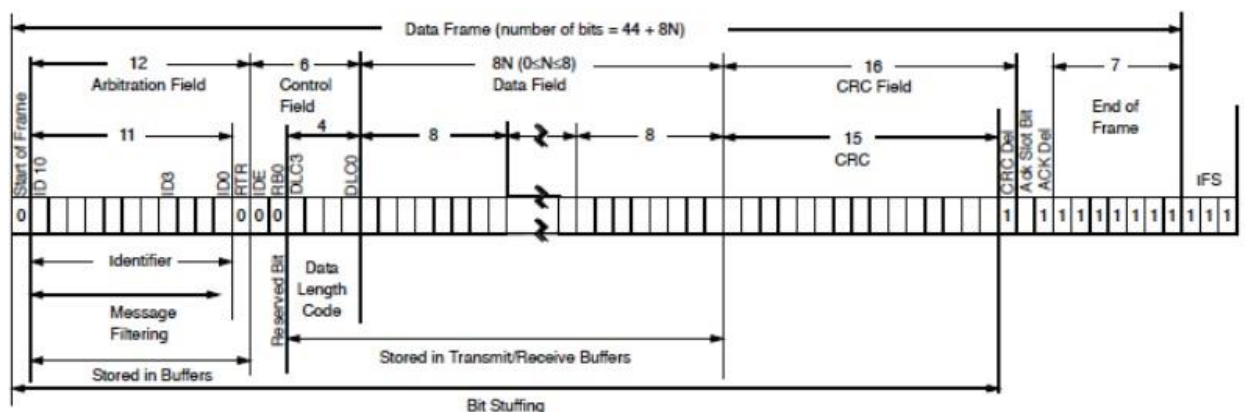 Data Frame (number of bits = 44 + 8N)
12
Arbitration Field
6
Control
Field
8N (0≤N≤8)
Data Field
16
CRC Field
7
End of
Frame
11
4
8
8
15
CRC
Start of Frame
ID 10
ID3
ID0
RTR
IDE
RB0
DLC3
DLC0
CRC Del
Ack Slot Bit
ACK Del
IFS
0 0 0 0 1 1 1 1 1 1 1 1 1 1 1 1
Identifier
Message
Filtering
Stored in Buffers
Reserved Bit
Data
Length
Code
Stored in Transmit/Receive Buffers
Bit Stuffing